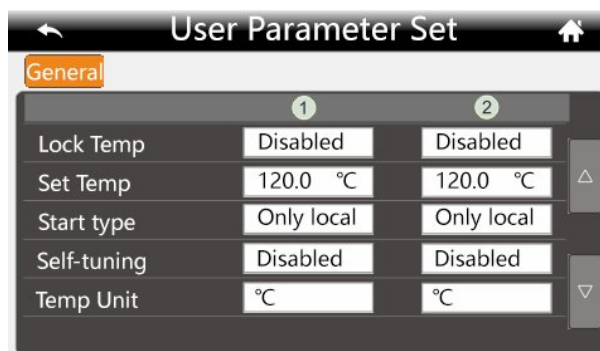 User Parameter Set
General
1 2
Lock Temp Disabled Disabled
Set Temp 120.0 ℃ 120.0 ℃
Start type Only local Only local
Self-tuning Disabled Disabled
Temp Unit ℃ ℃